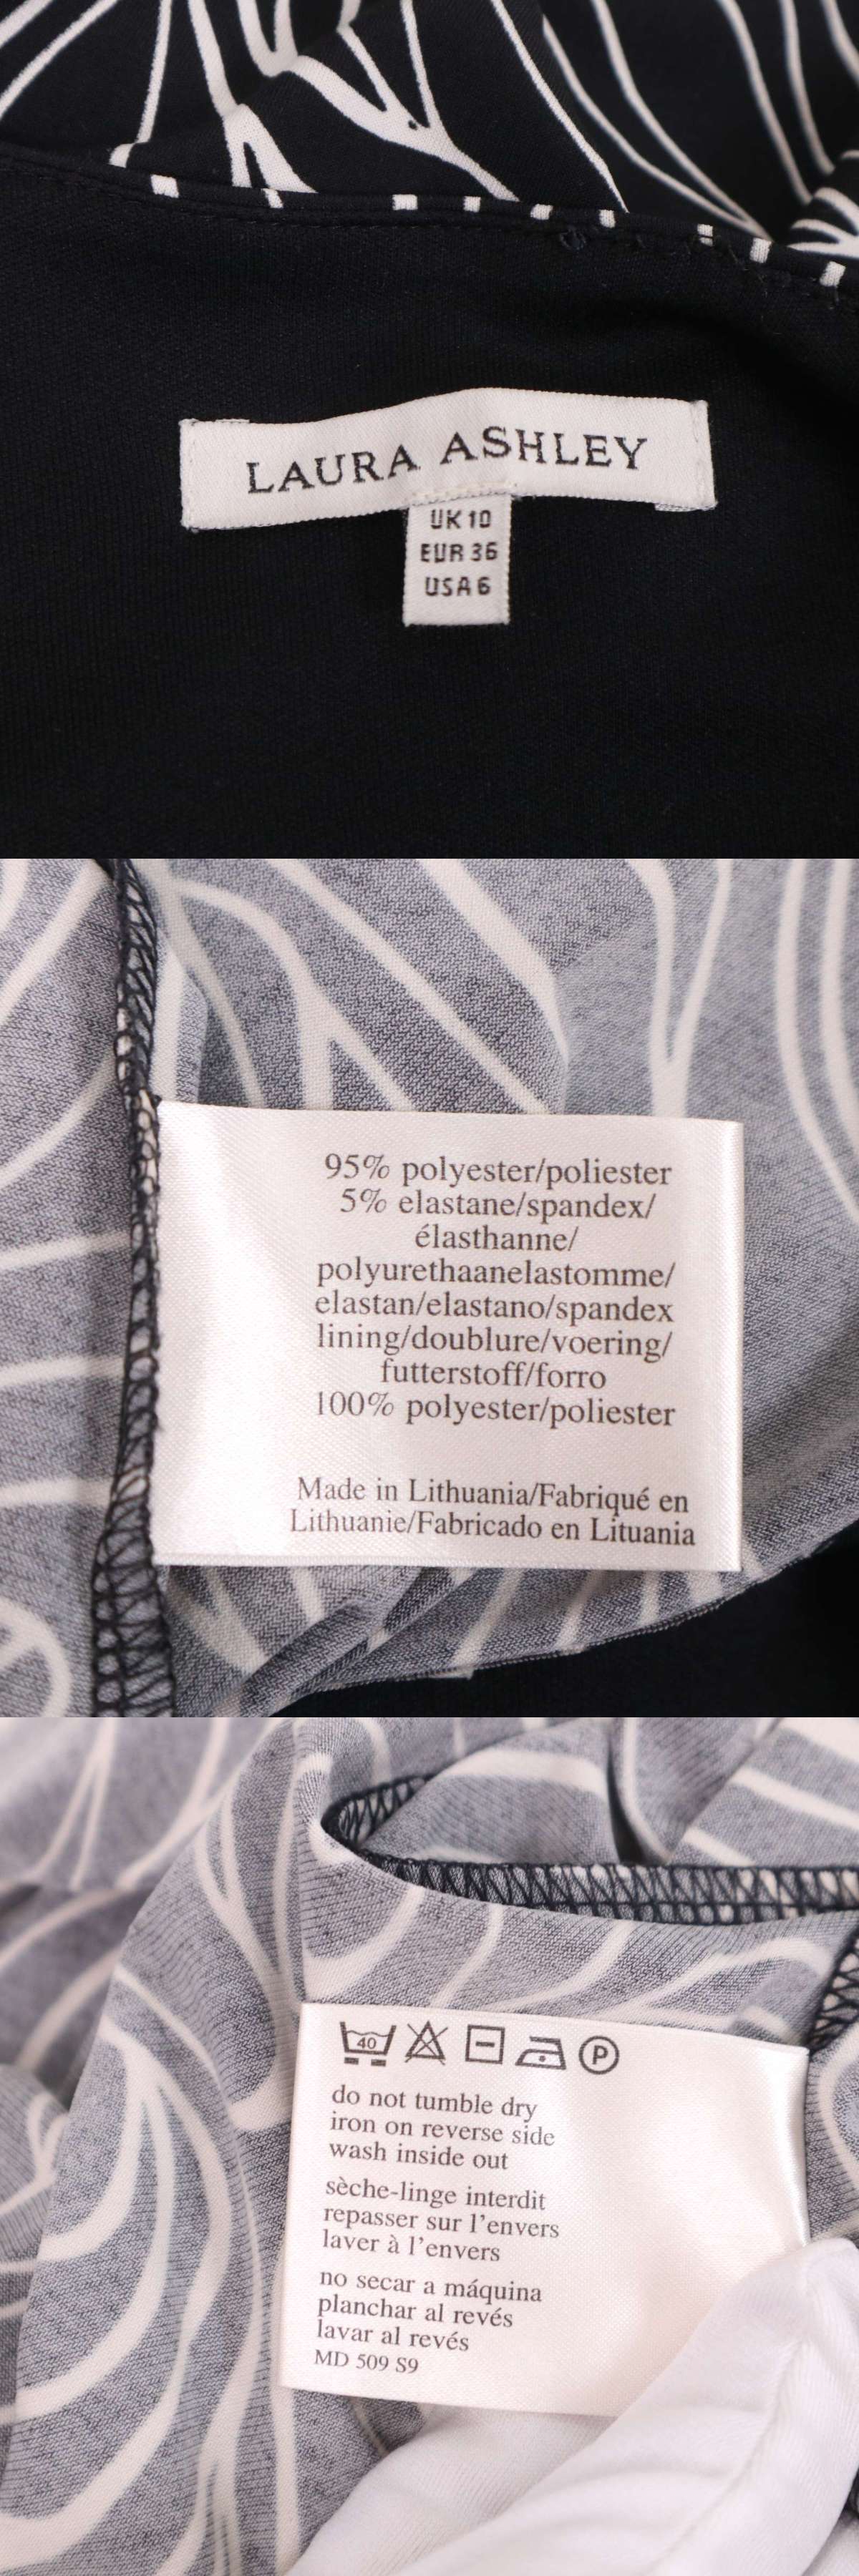 LAURA ASHLEY
UK 10
EUR 36
USA 6
95% polyester/poliester
5% elastane/spandex/
élasthanne/
polyurethaanelastomme/
elastan/elastano/spandex
lining/doublure/voering/
futterstoff/forro
100% polyester/poliester
Made in Lithuania/Fabriqué en
Lithuanie/Fabricado en Lituania
40 P
do not tumble dry
iron on reverse side
wash inside out
sèche-linge interdit
repasser sur l'envers
laver à l'envers
no secar a máquina
planchar al revés
lavar al revés
MD 509 S9